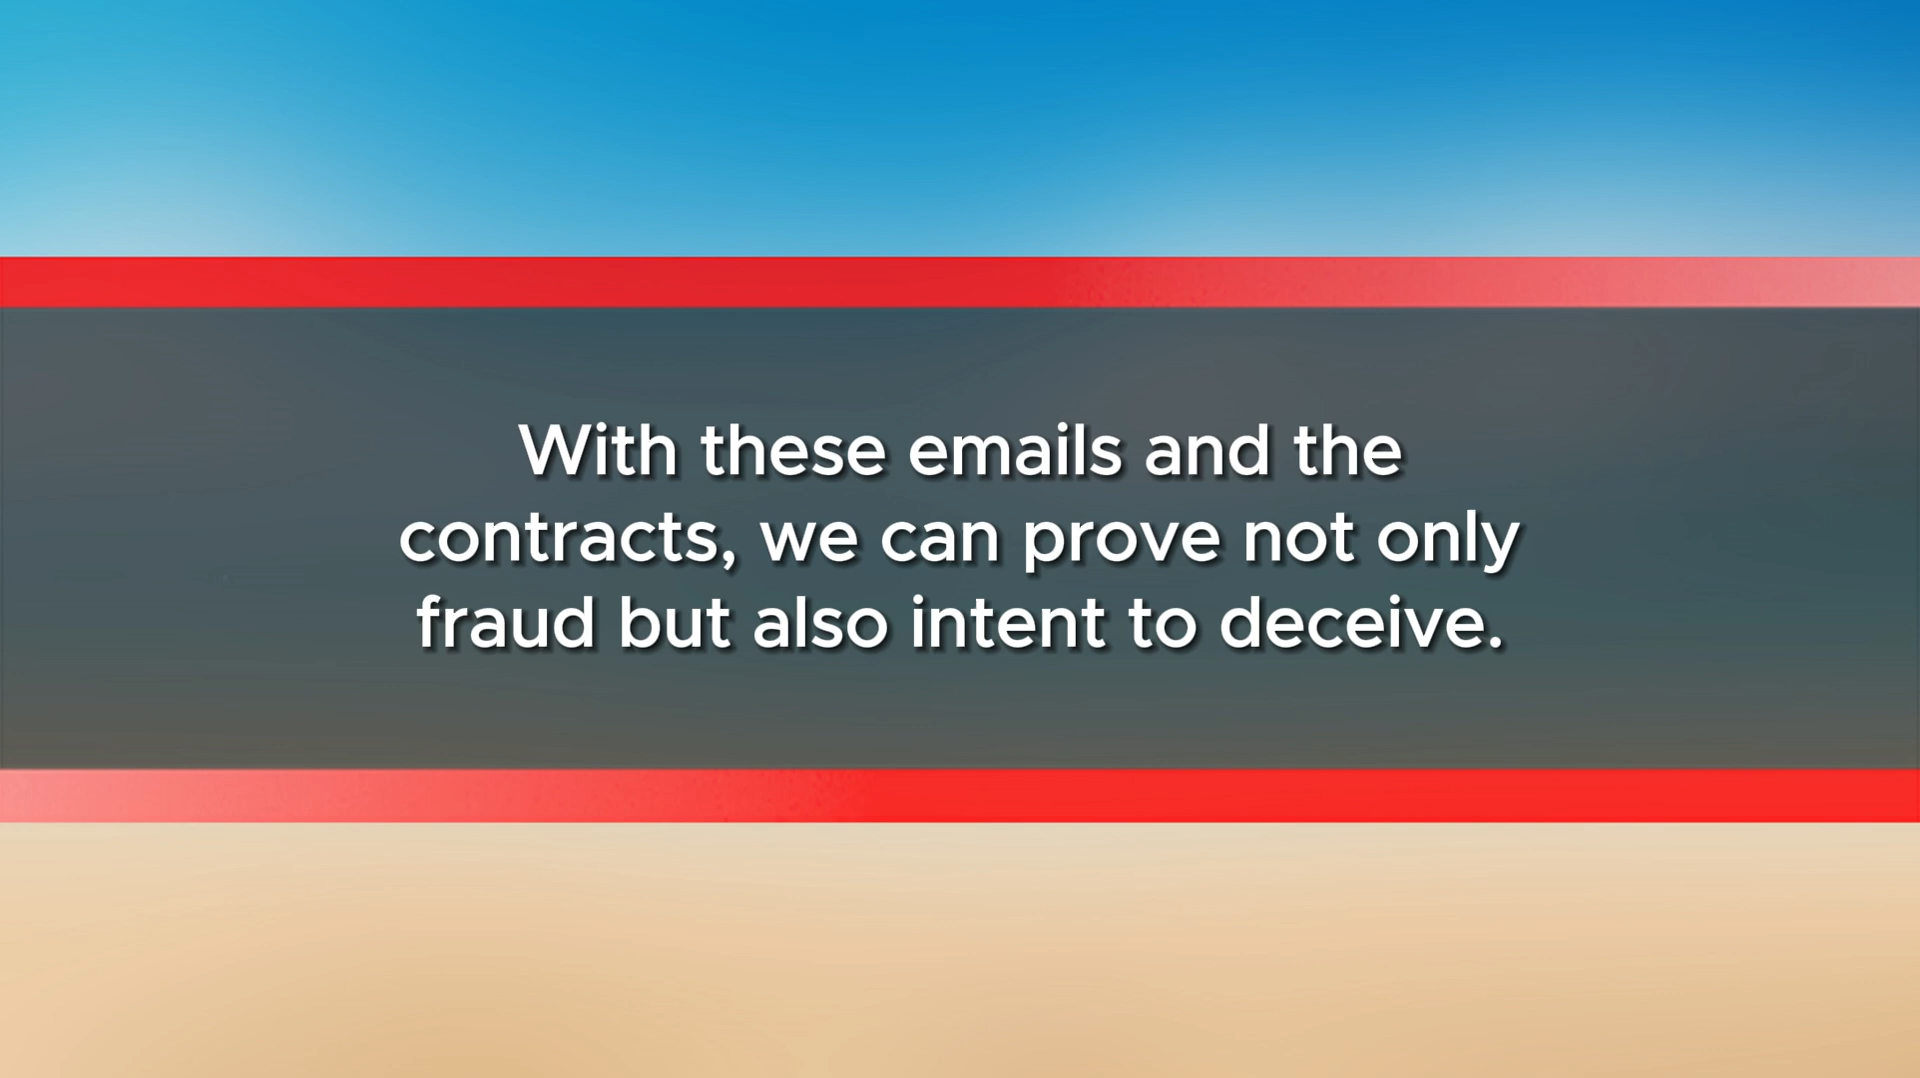 With these emails and the
contracts, we can prove not only
fraud but also intent to deceive.